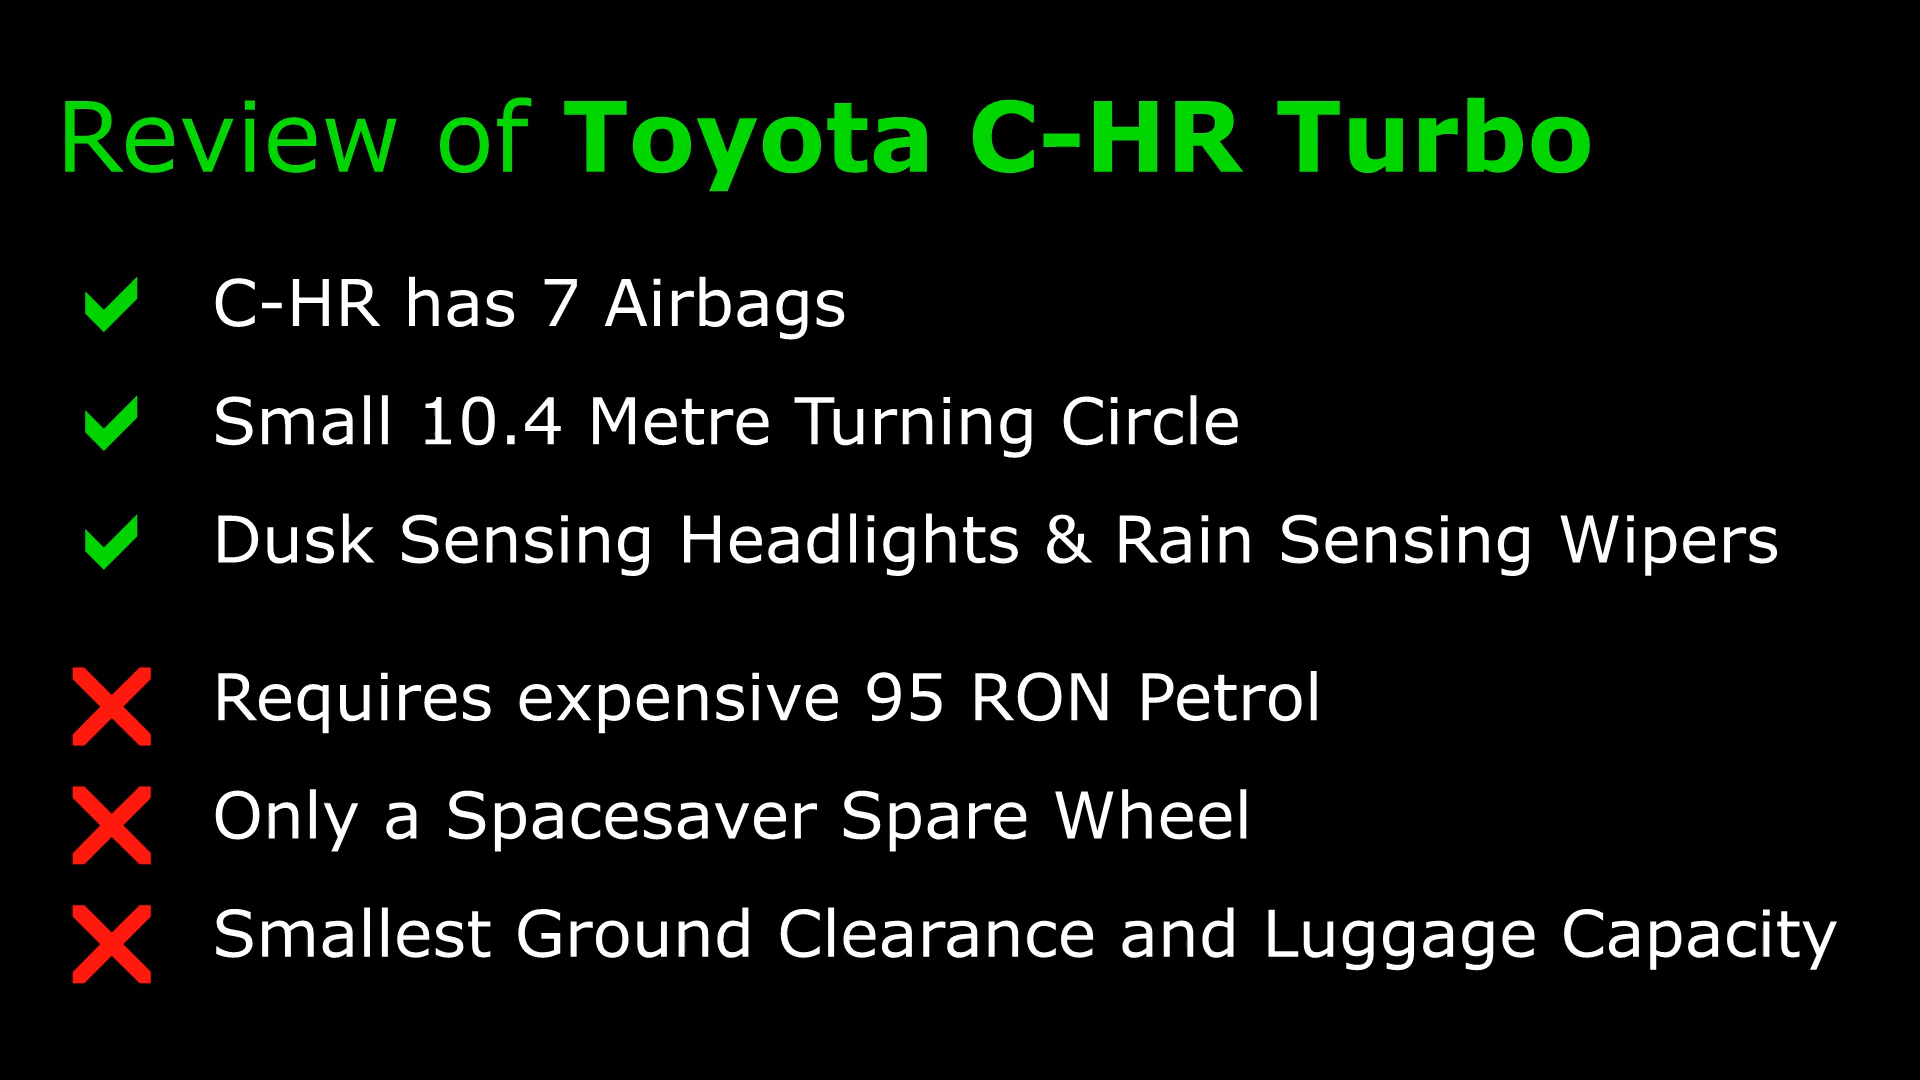 Review of Toyota C-HR Turbo
C-HR has 7 Airbags
Small 10.4 Metre Turning Circle
Dusk Sensing Headlights & Rain Sensing Wipers
Requires expensive 95 RON Petrol
Only a Spacesaver Spare Wheel
Smallest Ground Clearance and Luggage Capacity